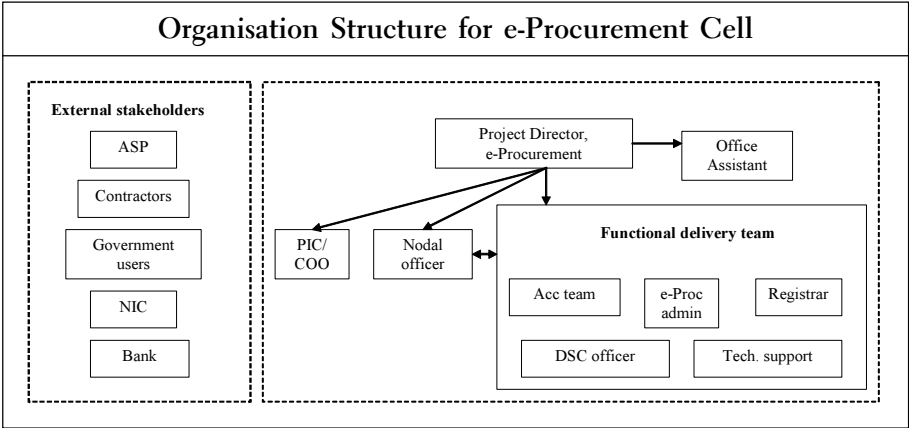 Organisation Structure for e-Procurement Cell
External stakeholders
ASP
Contractors
Government
users
NIC
Bank
Project Director,
e-Procurement
Office
Assistant
PIC/
COO
Nodal
officer
Functional delivery team
Acc team
e-Proc
admin
Registrar
DSC officer
Tech. support